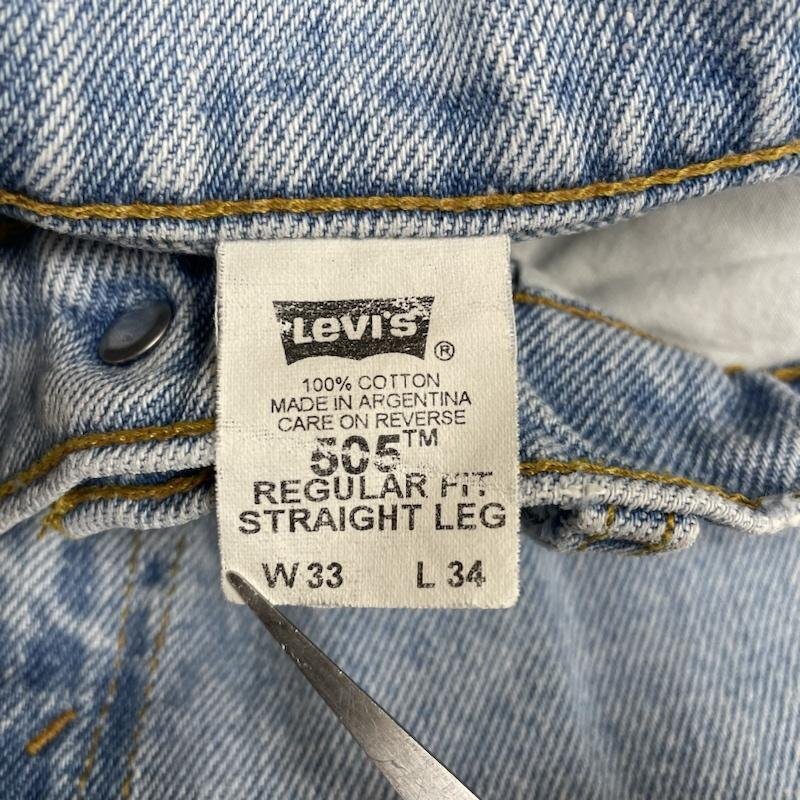 Levi's®
100% COTTON
MADE IN ARGENTINA
CARE ON REVERSE
505™
REGULAR FIT
STRAIGHT LEG
W 33 L 34